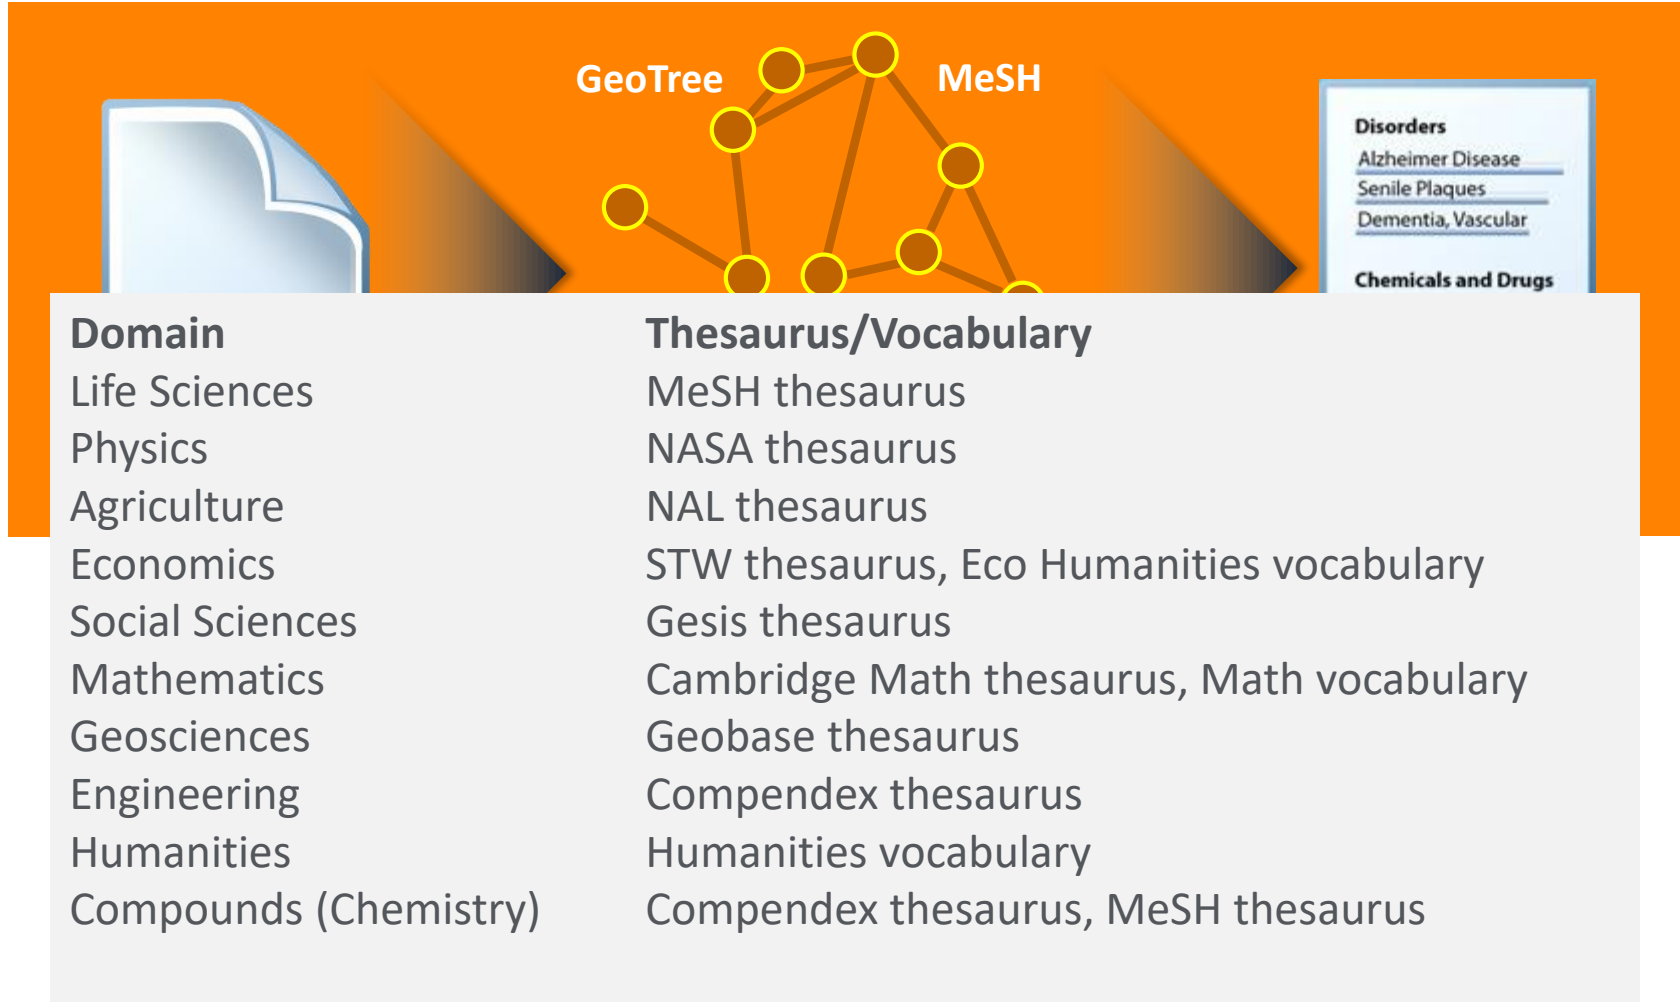 GeoTree
MeSH
Disorders
Alzheimer Disease
Senile Plaques
Dementia, Vascular
Chemicals and Drugs
Domain Thesaurus/Vocabulary
Life Sciences MeSH thesaurus
Physics NASA thesaurus
Agriculture NAL thesaurus
Economics STW thesaurus, Eco Humanities vocabulary
Social Sciences Gesis thesaurus
Mathematics Cambridge Math thesaurus, Math vocabulary
Geosciences Geobase thesaurus
Engineering Compendex thesaurus
Humanities Humanities vocabulary
Compounds (Chemistry) Compendex thesaurus, MeSH thesaurus